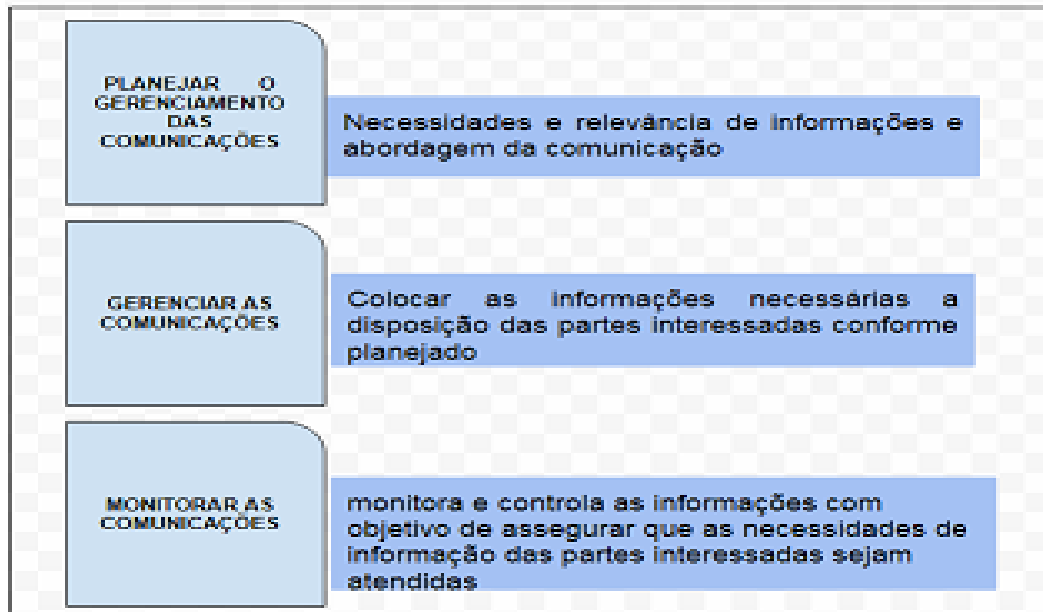 PLANEJAR O
GERENCIAMENTO
DAS
COMUNICAÇÕES
Necessidades e relevância de informações e
abordagem da comunicação
GERENCIAR AS
COMUNICAÇÕES
Colocar as informações necessárias a
disposição das partes interessadas conforme
planejado
MONITORAR AS
COMUNICAÇÕES
monitora e controla as informações com
objetivo de assegurar que as necessidades de
informação das partes interessadas sejam
atendidas